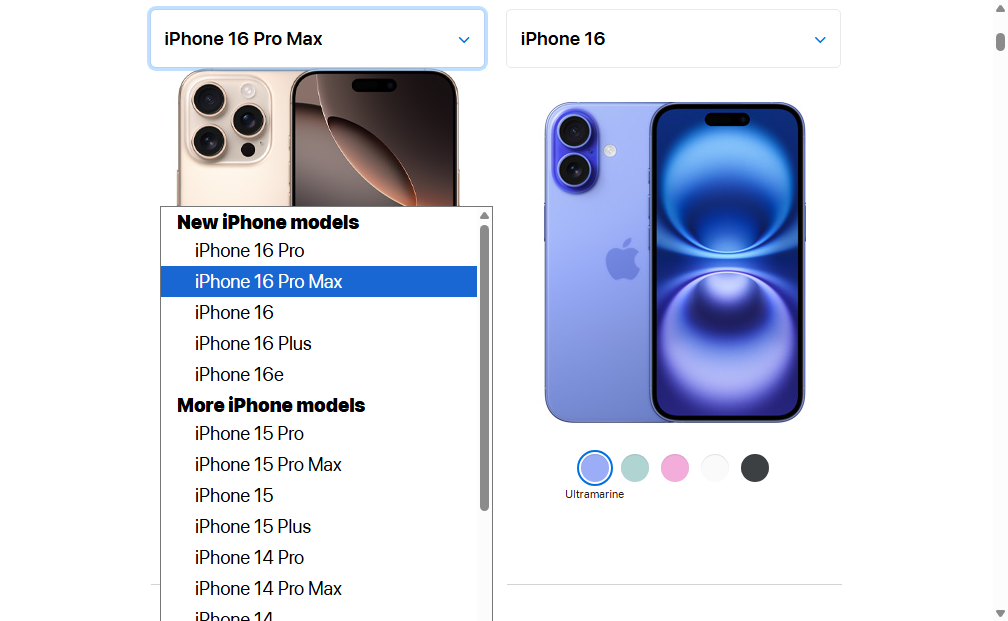 iPhone 16 Pro Max
iPhone 16
New iPhone models
iPhone 16 Pro
iPhone 16 Pro Max
iPhone 16
iPhone 16 Plus
iPhone 16e
More iPhone models
iPhone 15 Pro
iPhone 15 Pro Max
iPhone 15
iPhone 15 Plus
iPhone 14 Pro
iPhone 14 Pro Max
iPhone 14
Ultramarine